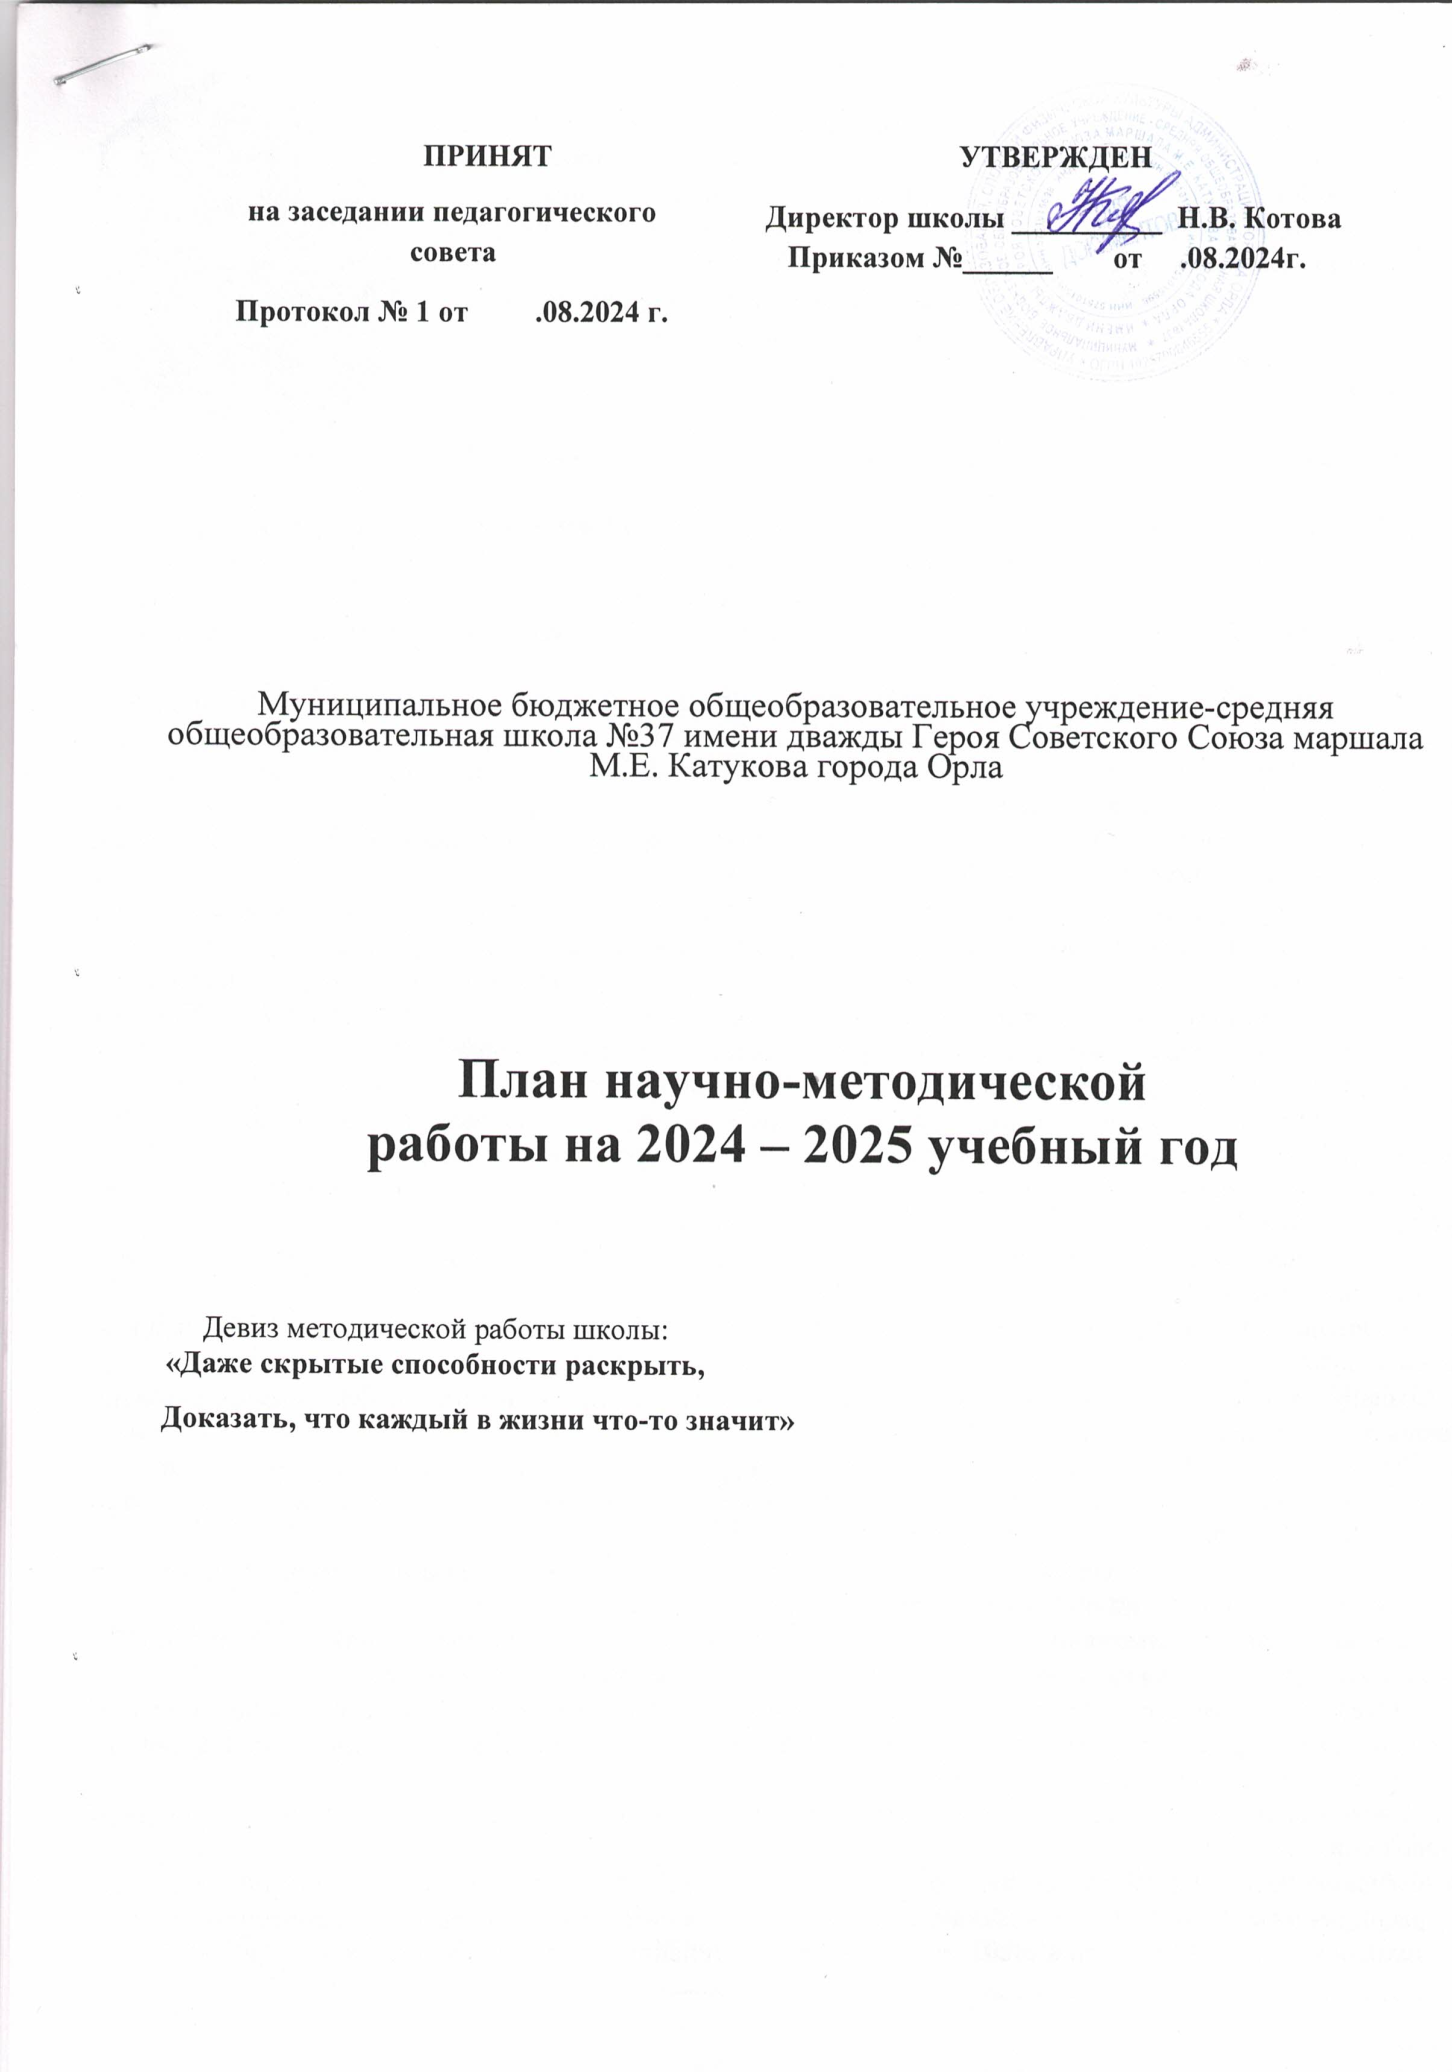 ПРИНЯТ
на заседании педагогического
совета
Протокол № 1 от .08.2024 г.
УТВЕРЖДЕН
Директор школы __________ Н.В. Котова
Приказом №______ от .08.2024г.
Муниципальное бюджетное общеобразовательное учреждение-средняя
общеобразовательная школа №37 имени дважды Героя Советского Союза маршала
М.Е. Катукова города Орла
План научно-методической
работы на 2024 – 2025 учебный год
Девиз методической работы школы:
«Даже скрытые способности раскрыть,
Доказать, что каждый в жизни что-то значит»